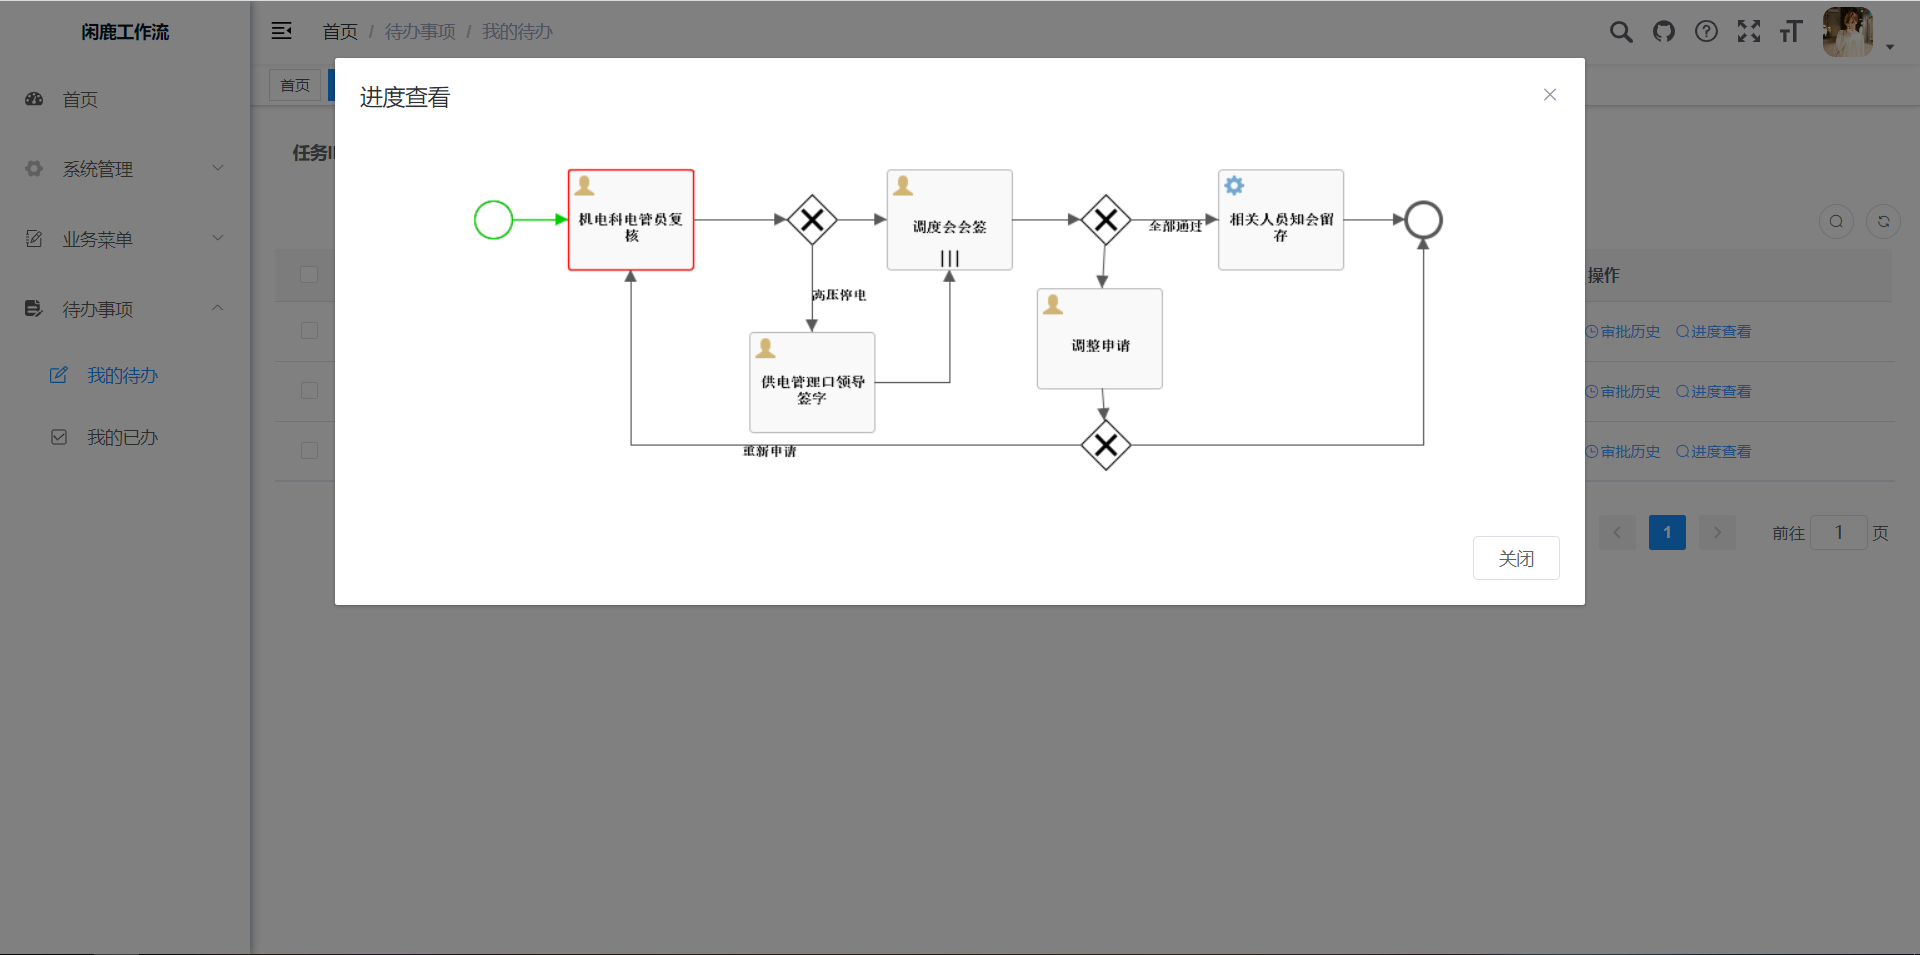 闲鹿工作流
首页 / 待办事项 / 我的待办
首页
系统管理
业务菜单
待办事项
我的待办
我的已办
首页
任务I
进度查看
机电科电管员复
核
调度会会签
全部通过
相关人员知会留
存
高压停电
调整申请
供电管理口领导
签字
重新申请
关闭
操作
审批历史 进度查看
审批历史 进度查看
审批历史 进度查看
1 前往 1 页